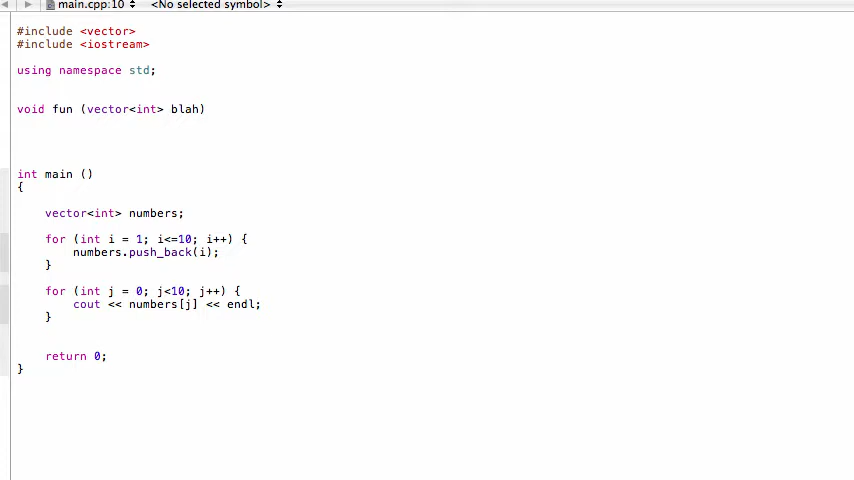 main.cpp:10 <No selected symbol>
#include <vector>
#include <iostream>
using namespace std;
void fun (vector<int> blah)
int main ()
{
vector<int> numbers;
for (int i = 1; i<=10; i++) {
numbers.push_back(i);
}
for (int j = 0; j<10; j++) {
cout << numbers[j] << endl;
}
return 0;
}